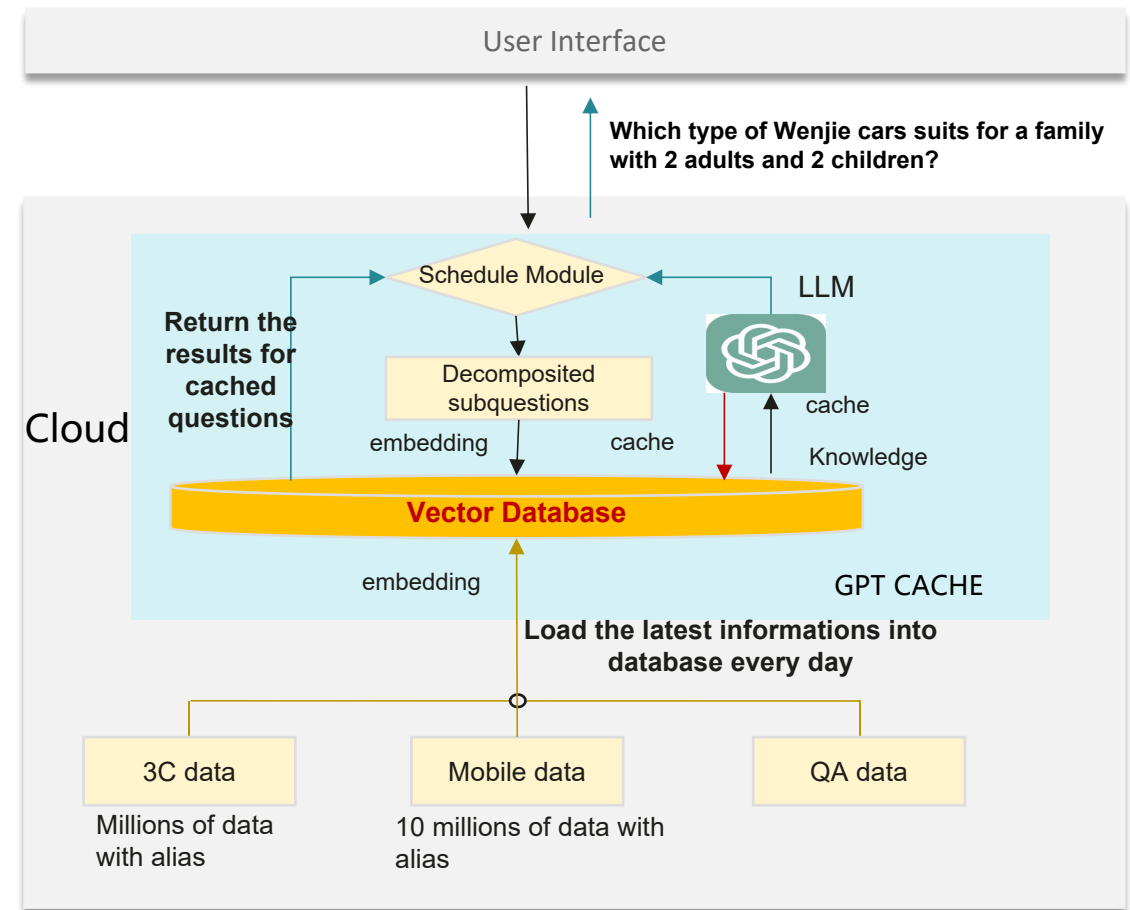 User Interface
Which type of Wenjie cars suits for a family
with 2 adults and 2 children?
Schedule Module
LLM
Return the
results for
cached
questions
Decomposited
subquestions
Cloud
cache
embedding
cache
Knowledge
Vector Database
embedding
GPT CACHE
Load the latest informations into
database every day
3C data
Mobile data
QA data
Millions of data
with alias
10 millions of data with
alias